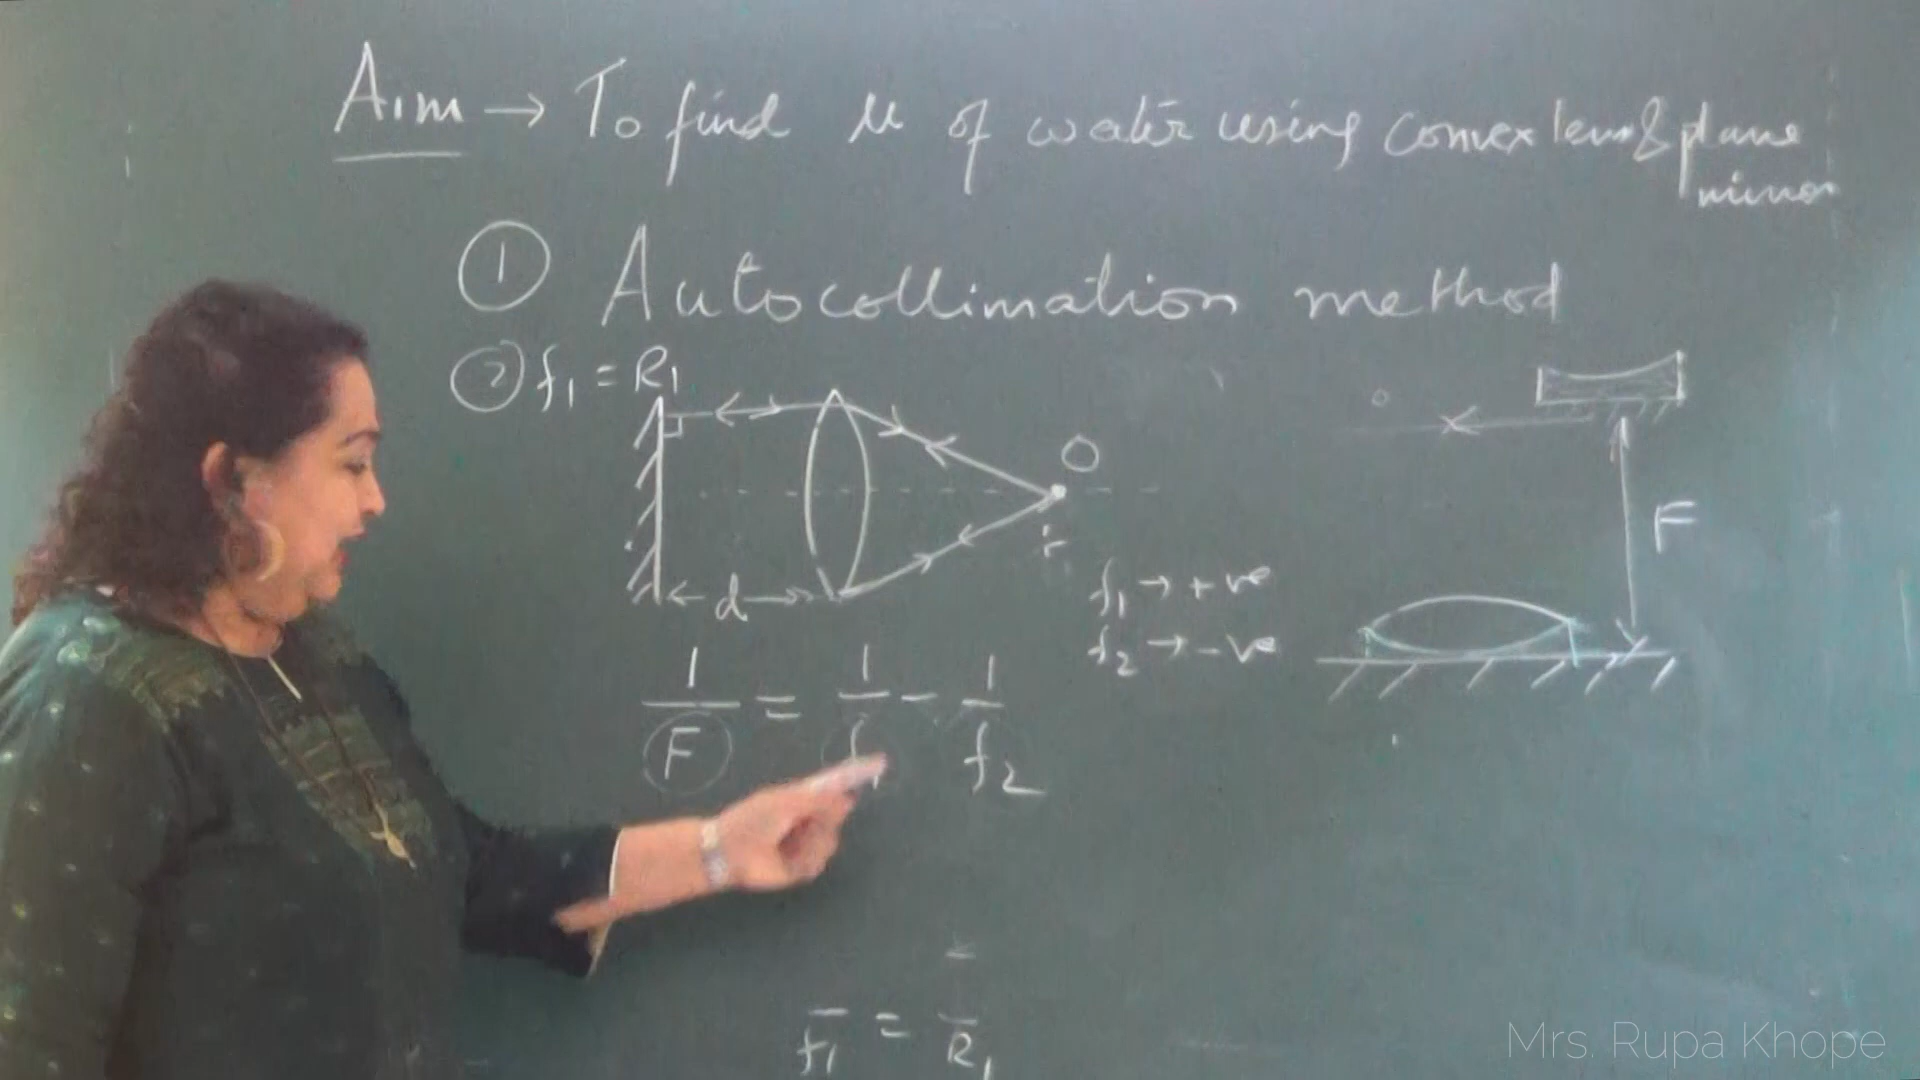 Aim → To find μ of water using convex lens & plane
mirror
① Autocollimation method
② f₁ = R₁
O
F
d
f₁ → +ve
f₂ → -ve
1/F = 1/f₁ - 1/f₂
f₁ = R₁
Mrs. Rupa Khope